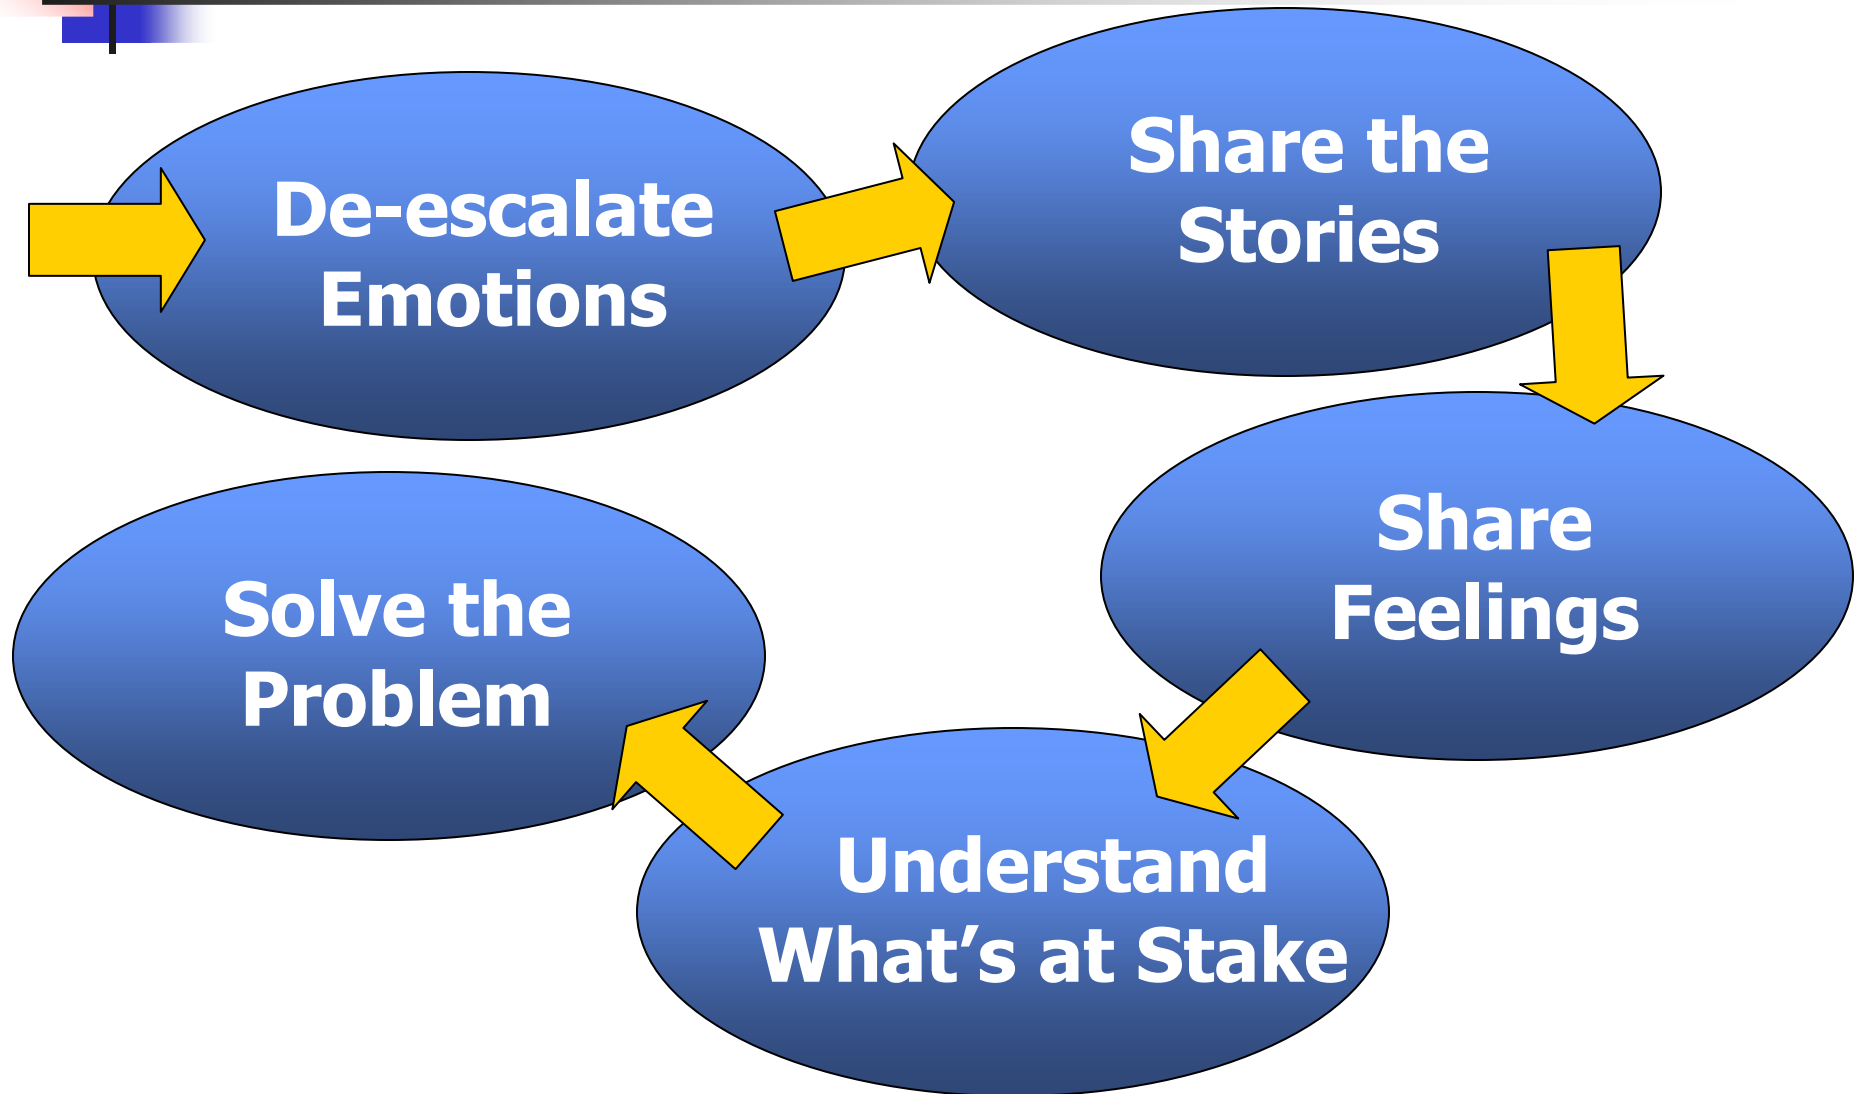 De-escalate
Emotions
Share the
Stories
Share
Feelings
Understand
What’s at Stake
Solve the
Problem